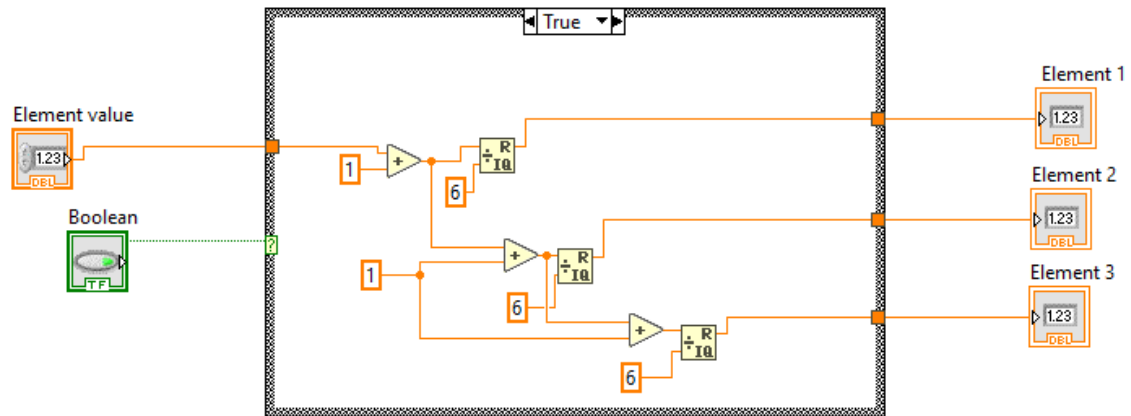 True
Element 1
Element value
1.23
DBL
1.23
DBL
1
+
÷ R IQ
6
Element 2
Boolean
TF
?
1.23
DBL
1
+
÷ R IQ
6
Element 3
1.23
DBL
+
÷ R IQ
6